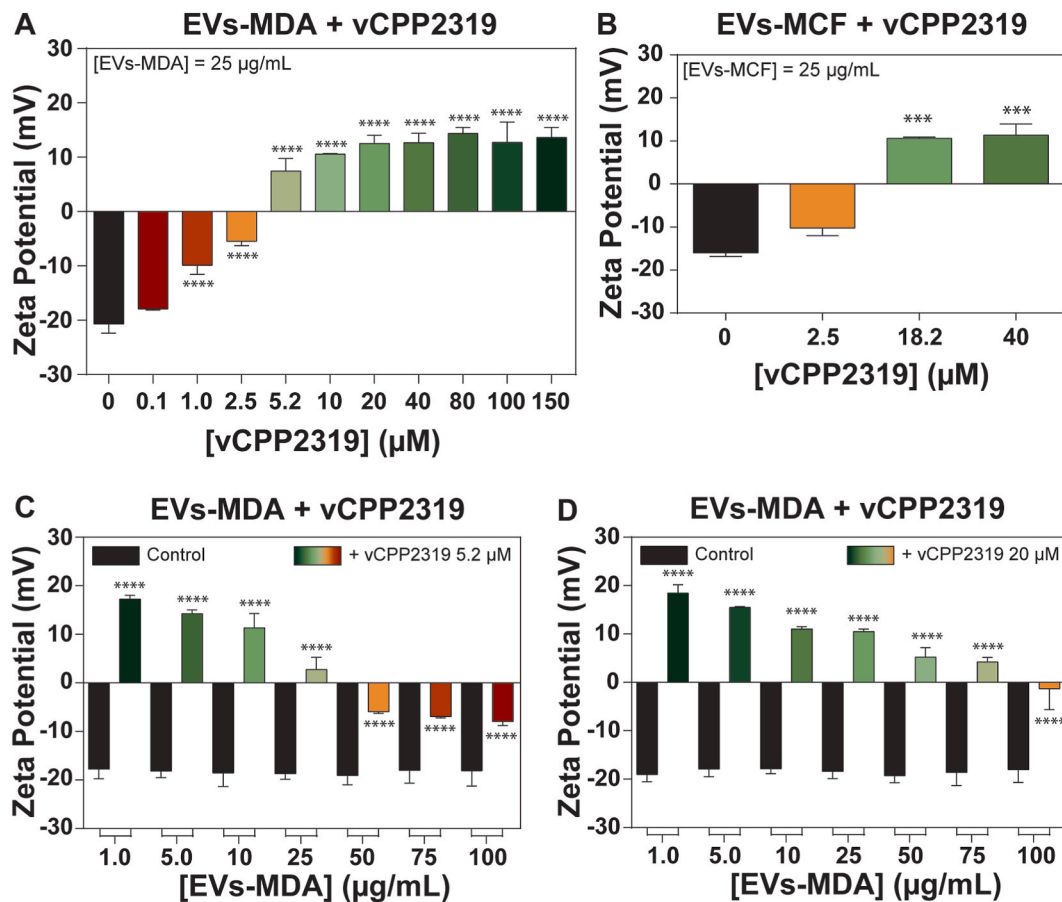 A
EVs-MDA + vCPP2319
Zeta Potential (mV)
30
20
10
0
-10
-20
-30
[EVs-MDA] = 25 µg/mL
****
****
****
****
****
****
****
****
****
0 0.1 1.0 2.5 5.2 10 20 40 80 100 150
[vCPP2319] (µM)
B
EVs-MCF + vCPP2319
Zeta Potential (mV)
30
20
10
0
-10
-20
-30
[EVs-MCF] = 25 µg/mL
***
***
0 2.5 18.2 40
[vCPP2319] (µM)
C
EVs-MDA + vCPP2319
Zeta Potential (mV)
30
20
10
0
-10
-20
-30
Control + vCPP2319 5.2 µM
****
****
****
****
****
****
****
1.0 5.0 10 25 50 75 100
[EVs-MDA] (µg/mL)
D
EVs-MDA + vCPP2319
Zeta Potential (mV)
30
20
10
0
-10
-20
-30
Control + vCPP2319 20 µM
****
****
****
****
****
****
****
1.0 5.0 10 25 50 75 100
[EVs-MDA] (µg/mL)